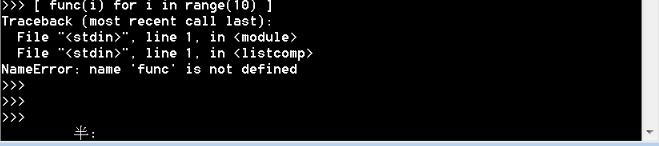 >>> [ func(i) for i in range(10) ]
Traceback (most recent call last):
  File "<stdin>", line 1, in <module>
  File "<stdin>", line 1, in <listcomp>
NameError: name 'func' is not defined
>>>
>>>
>>>
半: